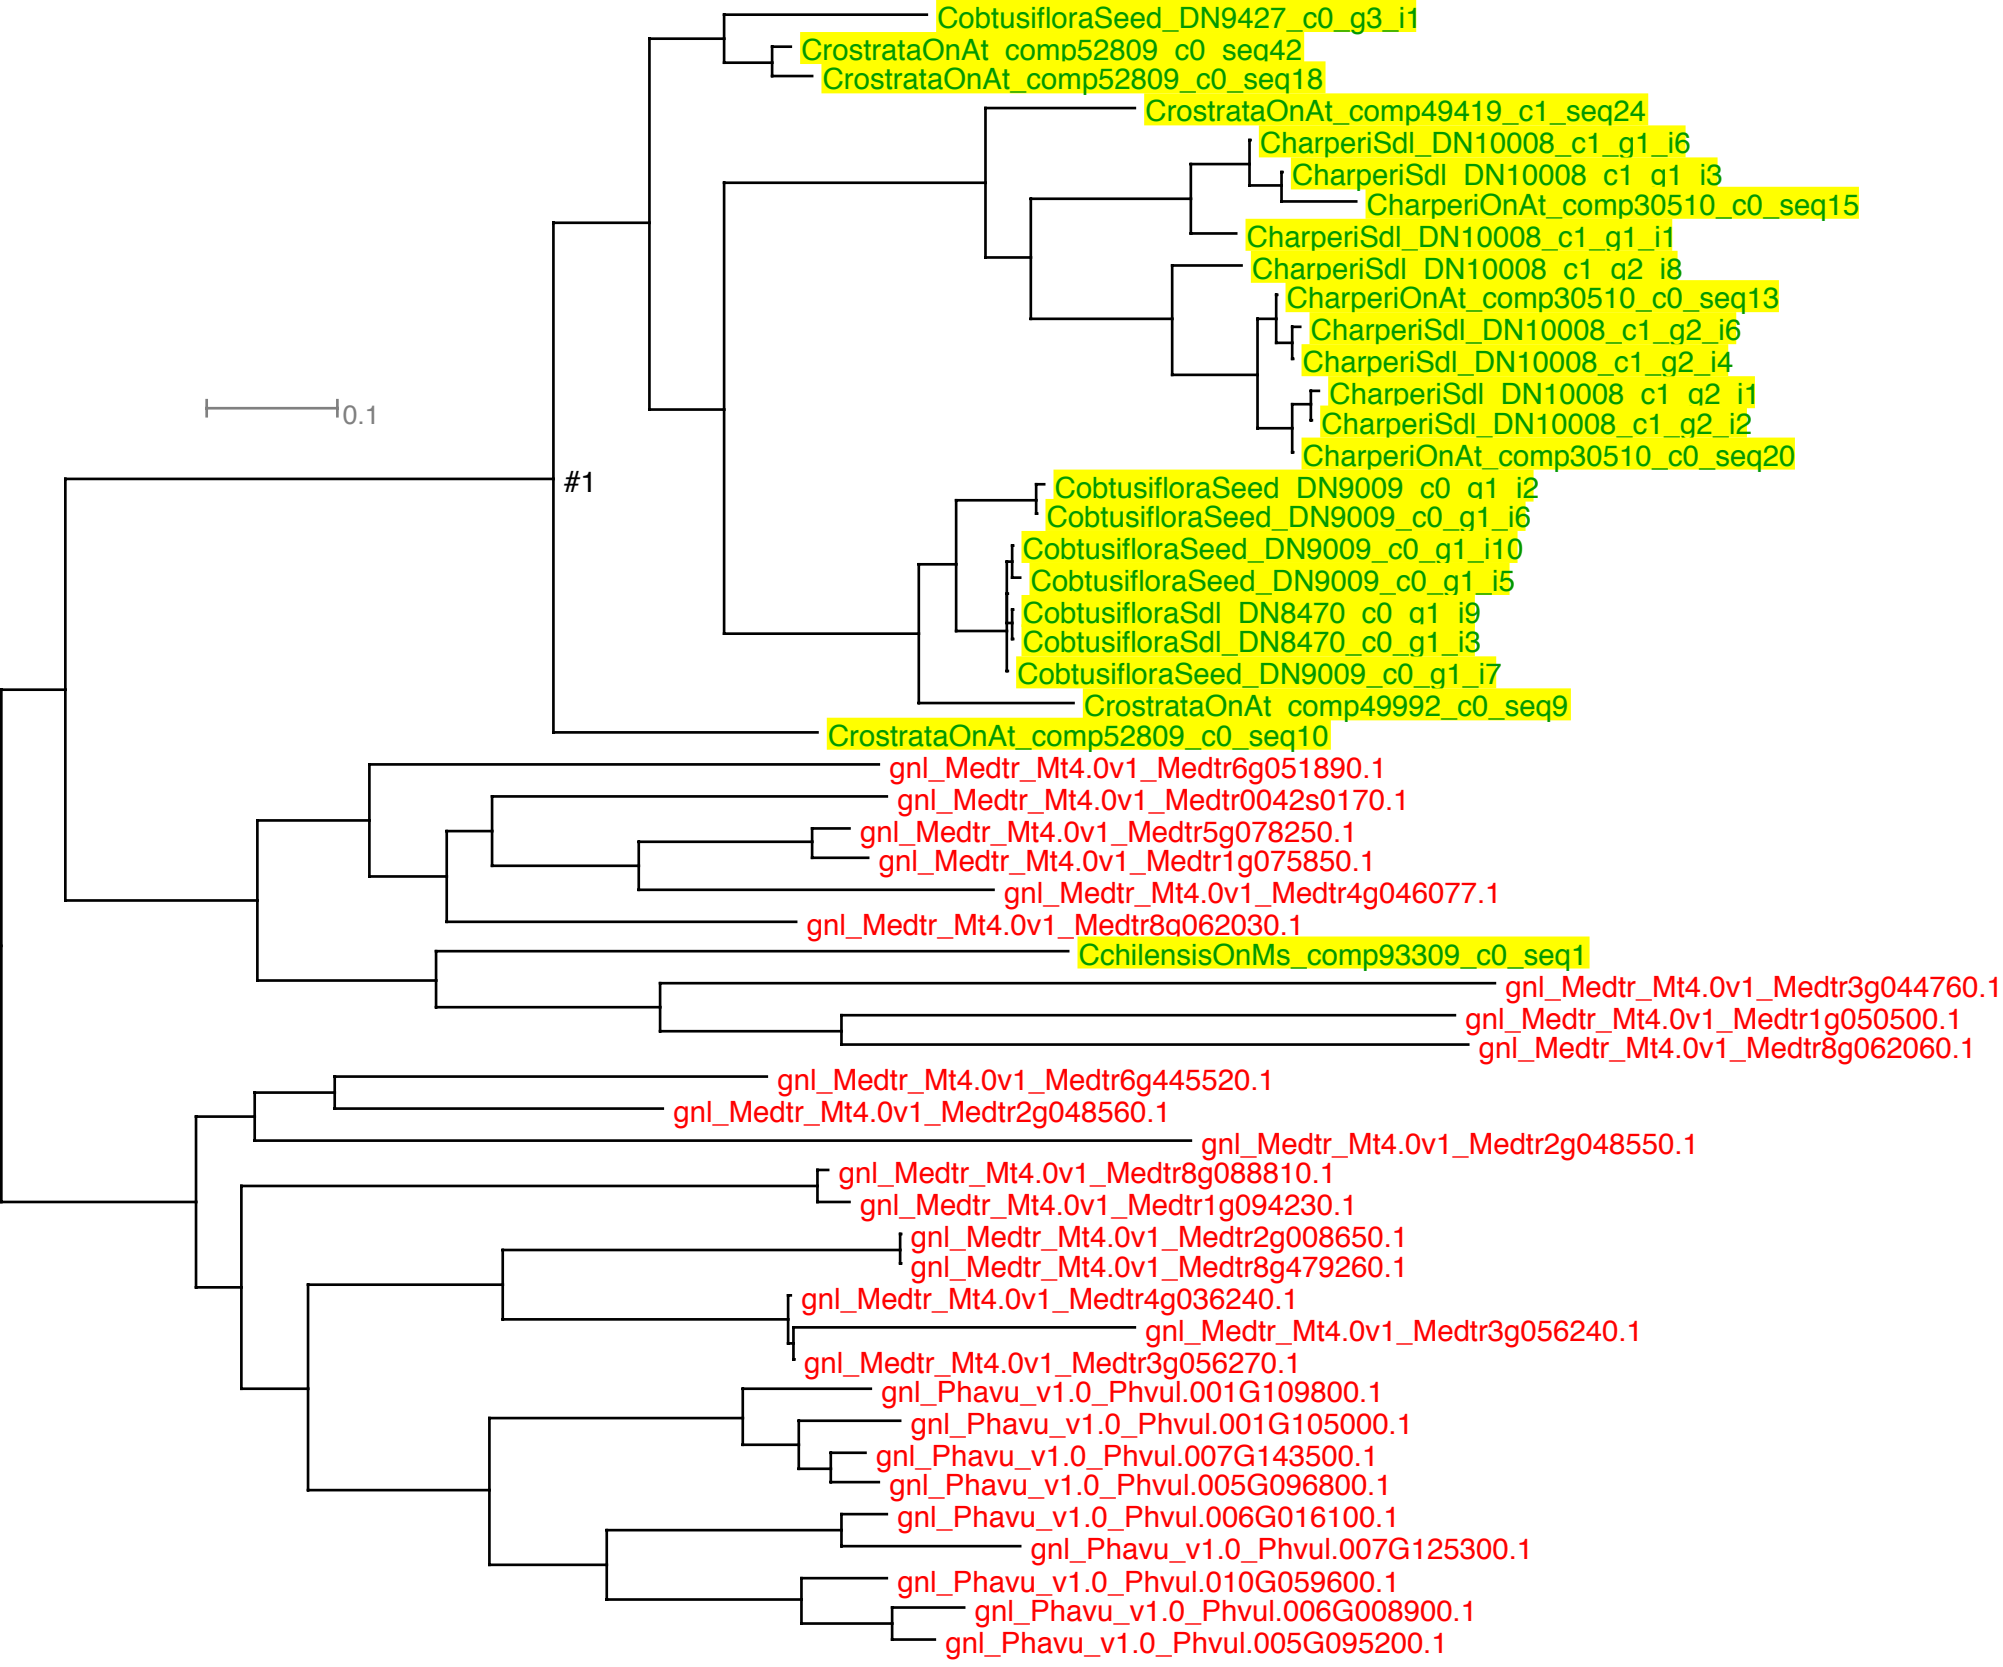 CobtusifloraSeed_DN9427_c0_g3_i1
CrostrataOnAt_comp52809_c0_seq42
CrostrataOnAt_comp52809_c0_seq18
CrostrataOnAt_comp49419_c1_seq24
CharperiSdl_DN10008_c1_g1_i6
CharperiSdl_DN10008_c1_g1_i3
CharperiOnAt_comp30510_c0_seq15
CharperiSdl_DN10008_c1_g1_i1
CharperiSdl_DN10008_c1_g2_i8
CharperiOnAt_comp30510_c0_seq13
CharperiSdl_DN10008_c1_g2_i6
CharperiSdl_DN10008_c1_g2_i4
CharperiSdl_DN10008_c1_g2_i1
0.1
CharperiSdl_DN10008_c1_g2_i2
CharperiOnAt_comp30510_c0_seq20
#1
CobtusifloraSeed_DN9009_c0_g1_i2
CobtusifloraSeed_DN9009_c0_g1_i6
CobtusifloraSeed_DN9009_c0_g1_i10
CobtusifloraSeed_DN9009_c0_g1_i5
CobtusifloraSdl_DN8470_c0_g1_i9
CobtusifloraSdl_DN8470_c0_g1_i3
CobtusifloraSeed_DN9009_c0_g1_i7
CrostrataOnAt_comp49992_c0_seq9
CrostrataOnAt_comp52809_c0_seq10
gnl_Medtr_Mt4.0v1_Medtr6g051890.1
gnl_Medtr_Mt4.0v1_Medtr0042s0170.1
gnl_Medtr_Mt4.0v1_Medtr5g078250.1
gnl_Medtr_Mt4.0v1_Medtr1g075850.1
gnl_Medtr_Mt4.0v1_Medtr4g046077.1
gnl_Medtr_Mt4.0v1_Medtr8g062030.1
CchilensisOnMs_comp93309_c0_seq1
gnl_Medtr_Mt4.0v1_Medtr3g044760.1
gnl_Medtr_Mt4.0v1_Medtr1g050500.1
gnl_Medtr_Mt4.0v1_Medtr8g062060.1
gnl_Medtr_Mt4.0v1_Medtr6g445520.1
gnl_Medtr_Mt4.0v1_Medtr2g048560.1
gnl_Medtr_Mt4.0v1_Medtr2g048550.1
gnl_Medtr_Mt4.0v1_Medtr8g088810.1
gnl_Medtr_Mt4.0v1_Medtr1g094230.1
gnl_Medtr_Mt4.0v1_Medtr2g008650.1
gnl_Medtr_Mt4.0v1_Medtr8g479260.1
gnl_Medtr_Mt4.0v1_Medtr4g036240.1
gnl_Medtr_Mt4.0v1_Medtr3g056240.1
gnl_Medtr_Mt4.0v1_Medtr3g056270.1
gnl_Phavu_v1.0_Phvul.001G109800.1
gnl_Phavu_v1.0_Phvul.001G105000.1
gnl_Phavu_v1.0_Phvul.007G143500.1
gnl_Phavu_v1.0_Phvul.005G096800.1
gnl_Phavu_v1.0_Phvul.006G016100.1
gnl_Phavu_v1.0_Phvul.007G125300.1
gnl_Phavu_v1.0_Phvul.010G059600.1
gnl_Phavu_v1.0_Phvul.006G008900.1
gnl_Phavu_v1.0_Phvul.005G095200.1